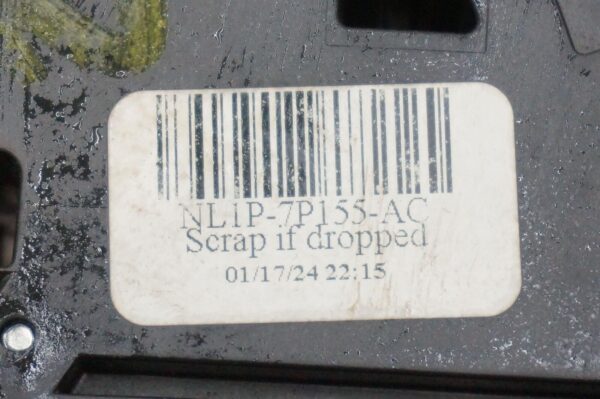 NL1P-7P155-AC
Scrap if dropped
01/17/24 22:15